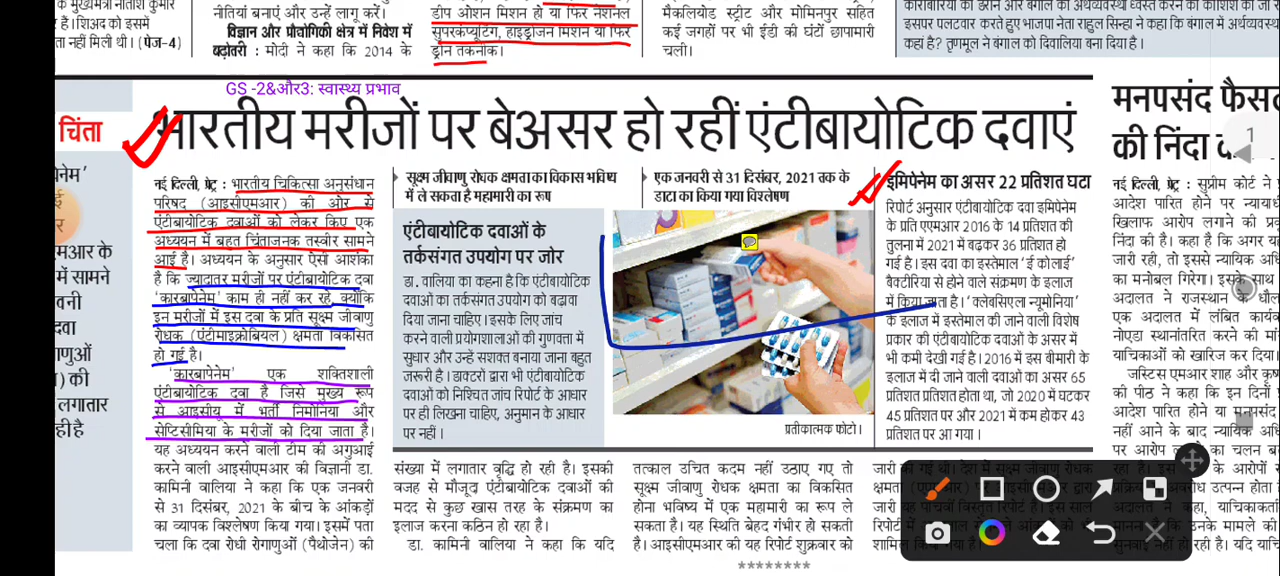 के मुख्यमंत्री नीतीश कुमार
शिअद को इसमें
ता नहीं मिली थी। (पेज-4)
नीतियां बनाएं और उन्हें लागू करें।
विज्ञान और प्रौद्योगिकी क्षेत्र में निवेश में
बढ़ोतरी: मोदी ने कहा कि 2014 के
डीप ओशन मिशन हो या फिर नेशनल
सुपरकंप्यूटिंग, हाइड्रोजन मिशन या फिर
ड्रोन तकनीक।
मैकलियोड स्ट्रीट और मोमिनपुर सहित
कई जगहों पर भी ईडी की घंटों छापामारी
चली।
इसपर पलटवार करते हुए भाजपा नेता राहुल सिन्हा ने कहा कि बंगाल में अर्थव्यवस्था
कहां है? तृणमूल ने बंगाल को दिवालिया बना दिया है।
GS -2&और3: स्वास्थ्य प्रभाव
भारतीय मरीजों पर बेअसर हो रहीं एंटीबायोटिक दवाएं
चिंता
पेनेम'
एमआर के
में सामने
दवा
ाणुओं
) की
लगातार
ही है
नई दिल्ली, प्रेट्र : भारतीय चिकित्सा अनुसंधान
परिषद (आइसीएमआर) की ओर से
एंटीबायोटिक दवाओं को लेकर किए एक
अध्ययन में बहुत चिंताजनक तस्वीर सामने
आई है। अध्ययन के अनुसार ऐसी आशंका
है कि ज्यादातर मरीजों पर एंटीबायोटिक दवा
'कारबापेनेम' काम ही नहीं कर रहे, क्योंकि
इन मरीजों में इस दवा के प्रति सूक्ष्म जीवाणु
रोधक (एंटीमाइक्रोबियल) क्षमता विकसित
हो गई है।
'कारबापेनेम' एक शक्तिशाली
एंटीबायोटिक दवा है जिसे मुख्य रूप
से आइसीयू में भर्ती निमोनिया और
सेप्टिसीमिया के मरीजों को दिया जाता है।
यह अध्ययन करने वाली टीम की अगुआई
करने वाली आइसीएमआर की विज्ञानी डा.
कामिनी वालिया ने कहा कि एक जनवरी
से 31 दिसंबर, 2021 के बीच के आंकड़ों
का व्यापक विश्लेषण किया गया। इसमें पता
चला कि दवा रोधी रोगाणुओं (पैथोजेन) की
सूक्ष्म जीवाणु रोधक क्षमता का विकास भविष्य
में ले सकता है महामारी का रूप
एक जनवरी से 31 दिसंबर, 2021 तक के
डाटा का किया गया विश्लेषण
एंटीबायोटिक दवाओं के
तर्कसंगत उपयोग पर जोर
डा. वालिया का कहना है कि एंटीबायोटिक
दवाओं का तर्कसंगत उपयोग को बढ़ावा
दिया जाना चाहिए। इसके लिए जांच
करने वाली प्रयोगशालाओं की गुणवत्ता में
सुधार और उन्हें सशक्त बनाया जाना बहुत
जरूरी है। डाक्टरों द्वारा भी एंटीबायोटिक
दवाओं को निश्चित जांच रिपोर्ट के आधार
पर ही लिखना चाहिए, अनुमान के आधार
पर नहीं।
प्रतीकात्मक फोटो।
इमिपेनेम का असर 22 प्रतिशत घटा
रिपोर्ट अनुसार एंटीबायोटिक दवा इमिपेनेम
के प्रति एएमआर 2016 के 14 प्रतिशत की
तुलना में 2021 में बढ़कर 36 प्रतिशत हो
गई है। इस दवा का इस्तेमाल 'ई कोलाई'
बैक्टीरिया से होने वाले संक्रमण के इलाज
में किया जाता है। 'क्लेबसिएल न्यूमोनिया'
के इलाज में इस्तेमाल की जाने वाली विशेष
प्रकार की एंटीबायोटिक दवाओं के असर में
भी कमी देखी गई है। 2016 में इस बीमारी के
इलाज में दी जाने वाली दवाओं का असर 65
प्रतिशत प्रतिशत होता था, जो 2020 में घटकर
45 प्रतिशत पर और 2021 में कम होकर 43
प्रतिशत पर आ गया।
संख्या में लगातार वृद्धि हो रही है। इसकी
वजह से मौजूदा एंटीबायोटिक दवाओं की
मदद से कुछ खास तरह के संक्रमण का
इलाज करना कठिन हो रहा है।
डा. कामिनी वालिया ने कहा कि यदि
तत्काल उचित कदम नहीं उठाए गए तो
सूक्ष्म जीवाणु रोधक क्षमता का विकसित
होना भविष्य में एक महामारी का रूप ले
सकता है। यह स्थिति बेहद गंभीर हो सकती
है। आइसीएमआर की यह रिपोर्ट शुक्रवार को
जारी की गई थी। देश में सूक्ष्म जीवाणु रोधक
क्षमता
रिपोर्ट
शामिल किया गया है।
********
मनपसंद फैस
की निंदा
1
नई दिल्ली, प्रेट्र : सुप्रीम कोर्ट ने
आदेश पारित होने पर न्याया
खिलाफ आरोप लगाने की प्र
निंदा की है। कहा है कि अगर य
जारी रही, तो इससे न्यायिक अधि
का मनोबल गिरेगा। इसके साथ
अदालत ने राजस्थान के धौल
एक अदालत में लंबित कार्य
नोएडा स्थानांतरित करने की मां
याचिकाओं को खारिज कर दिया
जस्टिस एमआर शाह और कृष्
की पीठ ने कहा कि इन दिनों
आदेश पारित होने या मनपसंद
नहीं आने के बाद न्यायिक अधि